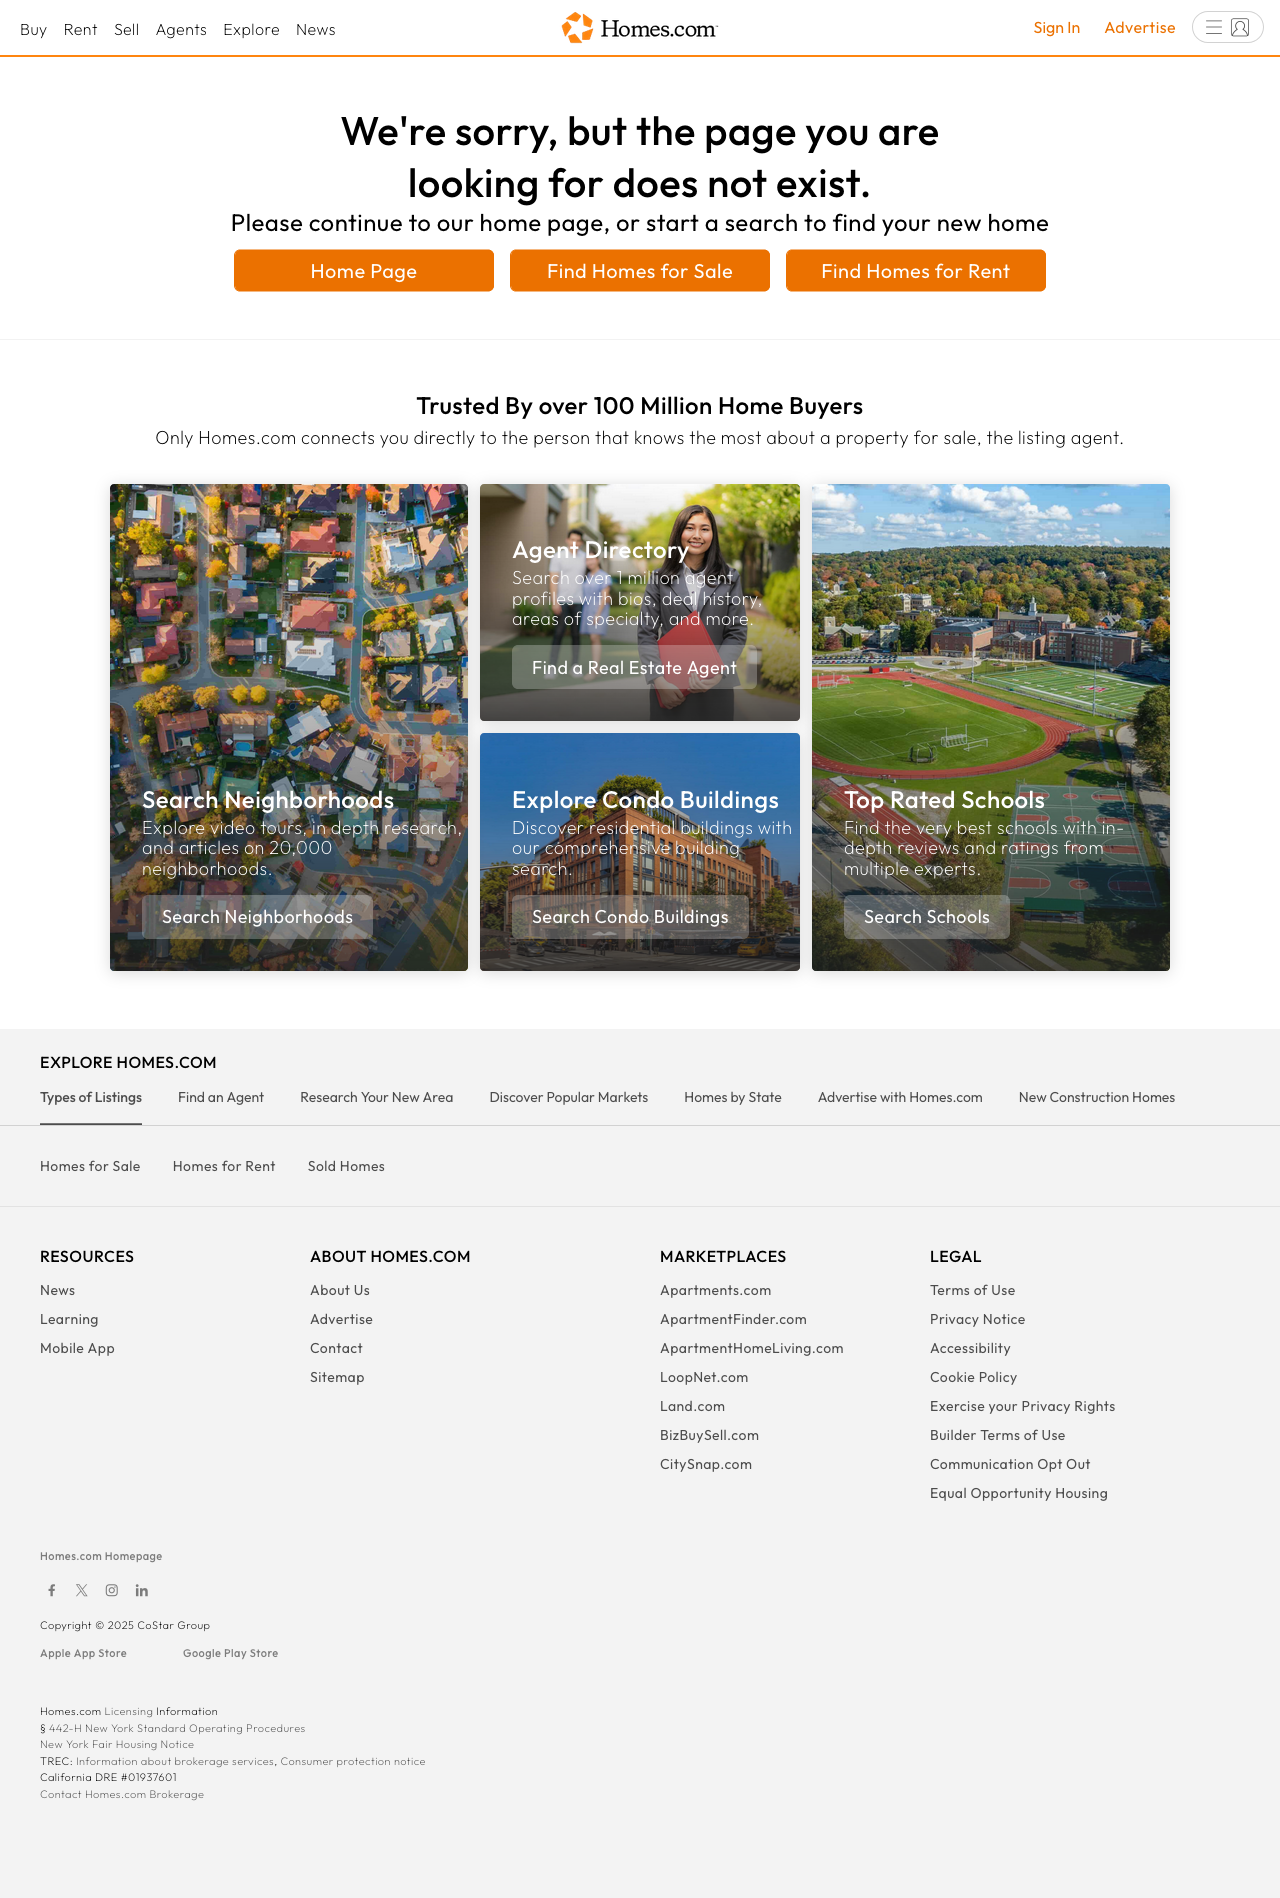 Buy Rent Sell Agents Explore News
Homes.com
Sign In Advertise
We're sorry, but the page you are
looking for does not exist.
Please continue to our home page, or start a search to find your new home
Home Page Find Homes for Sale Find Homes for Rent
Trusted By over 100 Million Home Buyers
Only Homes.com connects you directly to the person that knows the most about a property for sale, the listing agent.
Search Neighborhoods
Explore video tours, in depth research,
and articles on 20,000
neighborhoods.
Search Neighborhoods
Agent Directory
Search over 1 million agent
profiles with bios, deal history,
areas of specialty, and more.
Find a Real Estate Agent
Explore Condo Buildings
Discover residential buildings with
our comprehensive building
search.
Search Condo Buildings
Top Rated Schools
Find the very best schools with in-
depth reviews and ratings from
multiple experts.
Search Schools
EXPLORE HOMES.COM
Types of Listings Find an Agent Research Your New Area Discover Popular Markets Homes by State Advertise with Homes.com New Construction Homes
Homes for Sale Homes for Rent Sold Homes
RESOURCES
News
Learning
Mobile App
ABOUT HOMES.COM
About Us
Advertise
Contact
Sitemap
MARKETPLACES
Apartments.com
ApartmentFinder.com
ApartmentHomeLiving.com
LoopNet.com
Land.com
BizBuySell.com
CitySnap.com
LEGAL
Terms of Use
Privacy Notice
Accessibility
Cookie Policy
Exercise your Privacy Rights
Builder Terms of Use
Communication Opt Out
Equal Opportunity Housing
Homes.com Homepage
Copyright © 2025 CoStar Group
Apple App Store Google Play Store
Homes.com Licensing Information
§ 442-H New York Standard Operating Procedures
New York Fair Housing Notice
TREC: Information about brokerage services, Consumer protection notice
California DRE #01937601
Contact Homes.com Brokerage